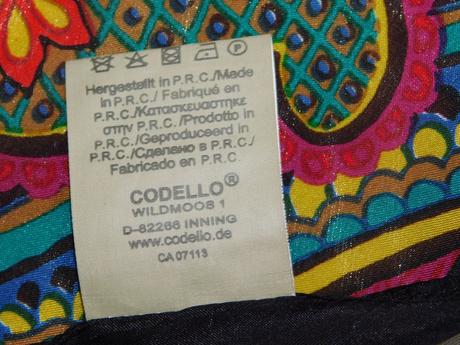 Hergestellt in P.R.C./Made
in P.R.C./ Fabriqué en
P.R.C./Κατασκευαστηκε
στην P.R.C./Prodotto in
P.R.C./Geproduceerd in
P.R.C./Сделано в P.R.C./
Fabricado en P.R.C.
CODELLO®
WILDMOOS 1
D-82266 INNING
www.codello.de
CA 07113